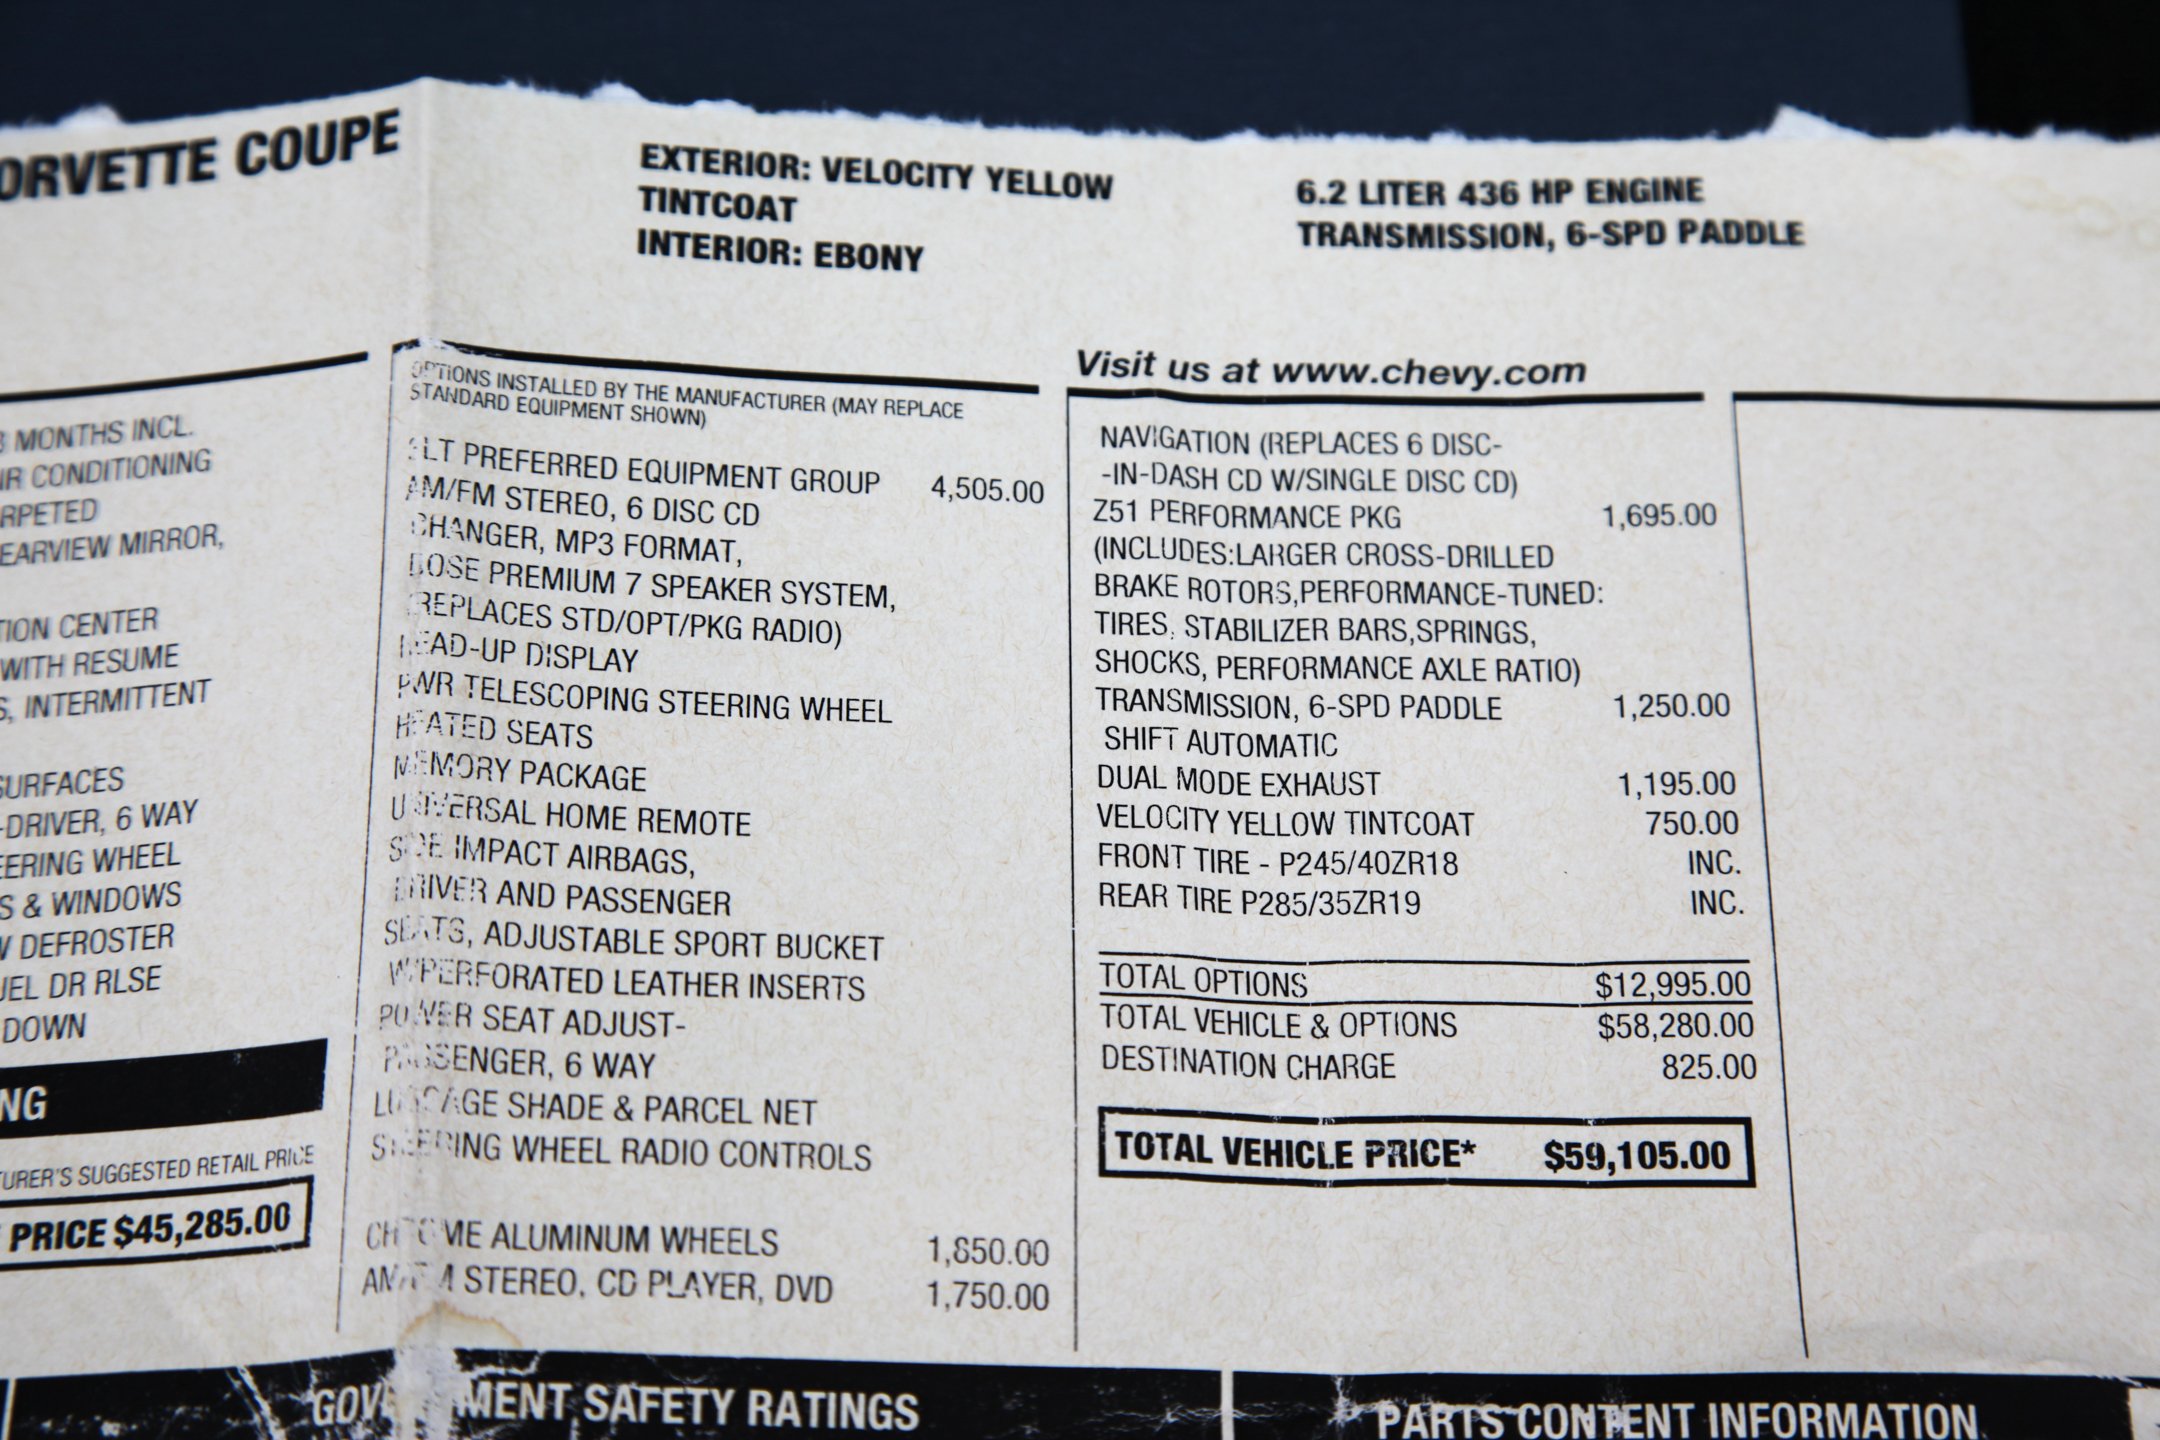 CORVETTE COUPE
EXTERIOR: VELOCITY YELLOW
TINTCOAT
INTERIOR: EBONY
6.2 LITER 436 HP ENGINE
TRANSMISSION, 6-SPD PADDLE
MONTHS INCL.
CONDITIONING
MIRROR,
CENTER
WITH RESUME
INTERMITTENT
SURFACES
-DRIVER, 6 WAY
WHEEL
& WINDOWS
DEFROSTER
DR RLSE
DOWN
SUGGESTED RETAIL PRICE
PRICE $45,285.00
OPTIONS INSTALLED BY THE MANUFACTURER (MAY REPLACE
STANDARD EQUIPMENT SHOWN)
PREFERRED EQUIPMENT GROUP 4,505.00
AM/FM STEREO, 6 DISC CD
CHANGER, MP3 FORMAT,
BOSE PREMIUM 7 SPEAKER SYSTEM,
(REPLACES STD/OPT/PKG RADIO)
HEAD-UP DISPLAY
PWR TELESCOPING STEERING WHEEL
HEATED SEATS
MEMORY PACKAGE
UNIVERSAL HOME REMOTE
SIDE IMPACT AIRBAGS,
DRIVER AND PASSENGER
SEATS, ADJUSTABLE SPORT BUCKET
W/PERFORATED LEATHER INSERTS
POWER SEAT ADJUST-
PASSENGER, 6 WAY
LUGGAGE SHADE & PARCEL NET
STEERING WHEEL RADIO CONTROLS
CHROME ALUMINUM WHEELS 1,850.00
AM/FM STEREO, CD PLAYER, DVD 1,750.00
Visit us at www.chevy.com
NAVIGATION (REPLACES 6 DISC-
-IN-DASH CD W/SINGLE DISC CD)
Z51 PERFORMANCE PKG 1,695.00
(INCLUDES:LARGER CROSS-DRILLED
BRAKE ROTORS,PERFORMANCE-TUNED:
TIRES, STABILIZER BARS,SPRINGS,
SHOCKS, PERFORMANCE AXLE RATIO)
TRANSMISSION, 6-SPD PADDLE 1,250.00
SHIFT AUTOMATIC
DUAL MODE EXHAUST 1,195.00
VELOCITY YELLOW TINTCOAT 750.00
FRONT TIRE - P245/40ZR18 INC.
REAR TIRE P285/35ZR19 INC.
TOTAL OPTIONS $12,995.00
TOTAL VEHICLE & OPTIONS $58,280.00
DESTINATION CHARGE 825.00
TOTAL VEHICLE PRICE* $59,105.00
GOVERNMENT SAFETY RATINGS
PARTS CONTENT INFORMATION